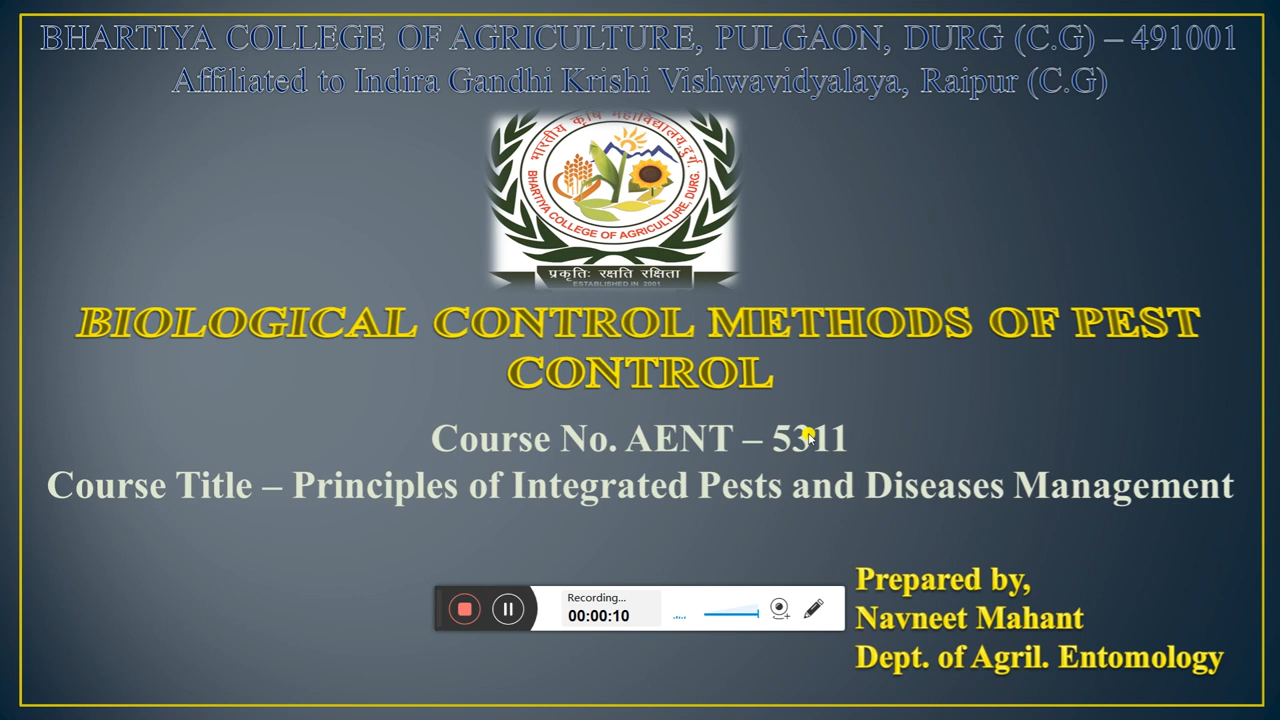 BHARTIYA COLLEGE OF AGRICULTURE, PULGAON, DURG (C.G) – 491001
Affiliated to Indira Gandhi Krishi Vishwavidyalaya, Raipur (C.G)
भारतीय कृषि महाविद्यालय, दुर्ग.
BHARTIYA COLLEGE OF AGRICULTURE, DURG.
प्रकृतिः रक्षति रक्षिता
ESTABLISHED IN 2001
BIOLOGICAL CONTROL METHODS OF PEST
CONTROL
Course No. AENT – 5311
Course Title – Principles of Integrated Pests and Diseases Management
Recording...
00:00:10
Prepared by,
Navneet Mahant
Dept. of Agril. Entomology